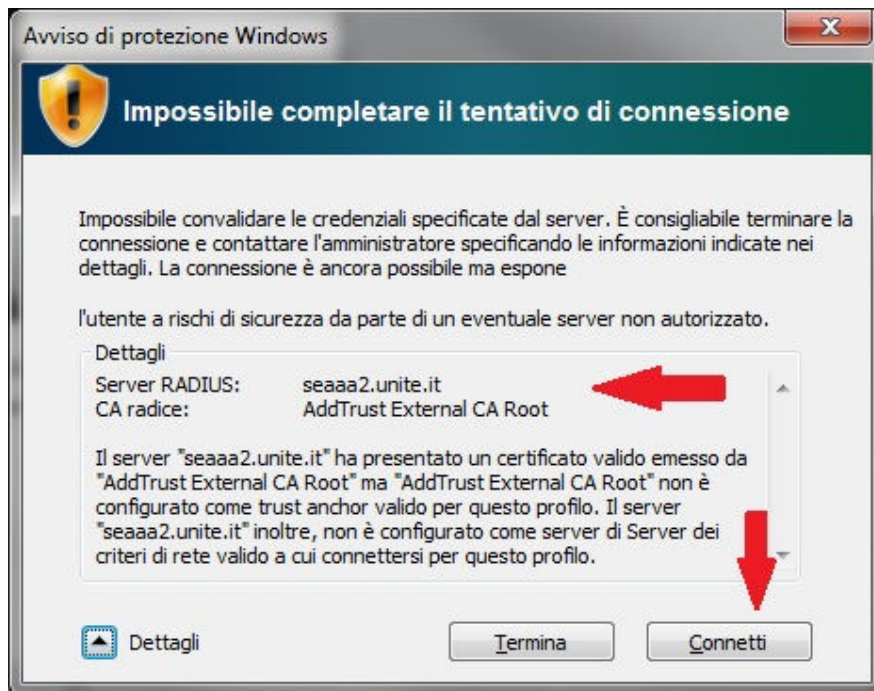 Avviso di protezione Windows
Impossibile completare il tentativo di connessione
Impossibile convalidare le credenziali specificate dal server. È consigliabile terminare la
connessione e contattare l'amministratore specificando le informazioni indicate nei
dettagli. La connessione è ancora possibile ma espone
l'utente a rischi di sicurezza da parte di un eventuale server non autorizzato.
Dettagli
Server RADIUS: seaaa2.unite.it
CA radice: AddTrust External CA Root
Il server "seaaa2.unite.it" ha presentato un certificato valido emesso da
"AddTrust External CA Root" ma "AddTrust External CA Root" non è
configurato come trust anchor valido per questo profilo. Il server
"seaaa2.unite.it" inoltre, non è configurato come server di Server dei
criteri di rete valido a cui connettersi per questo profilo.
Dettagli
Termina
Connetti